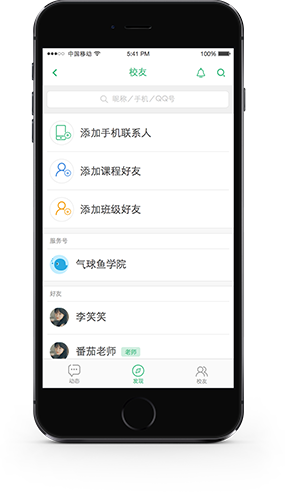 中国移动 5:41 PM 100%
校友
昵称／手机／QQ号
添加手机联系人
添加课程好友
添加班级好友
服务号
气球鱼学院
好友
李笑笑
番茄老师 老师
动态 发现 校友